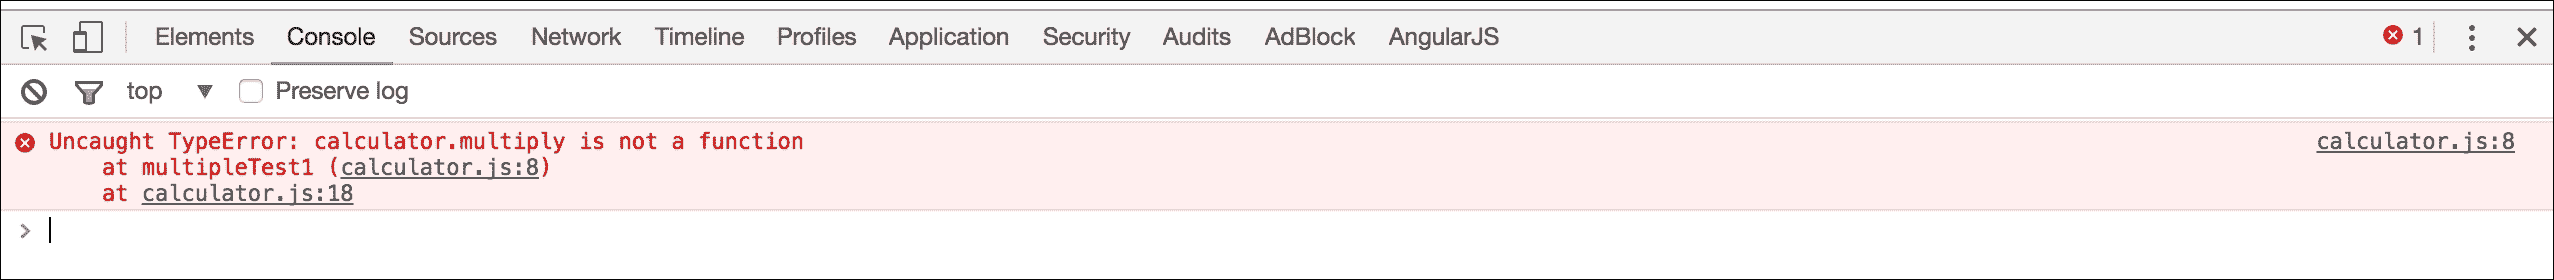 Elements Console Sources Network Timeline Profiles Application Security Audits AdBlock AngularJS 1
top Preserve log
Uncaught TypeError: calculator.multiply is not a function calculator.js:8
at multipleTest1 (calculator.js:8)
at calculator.js:18
>